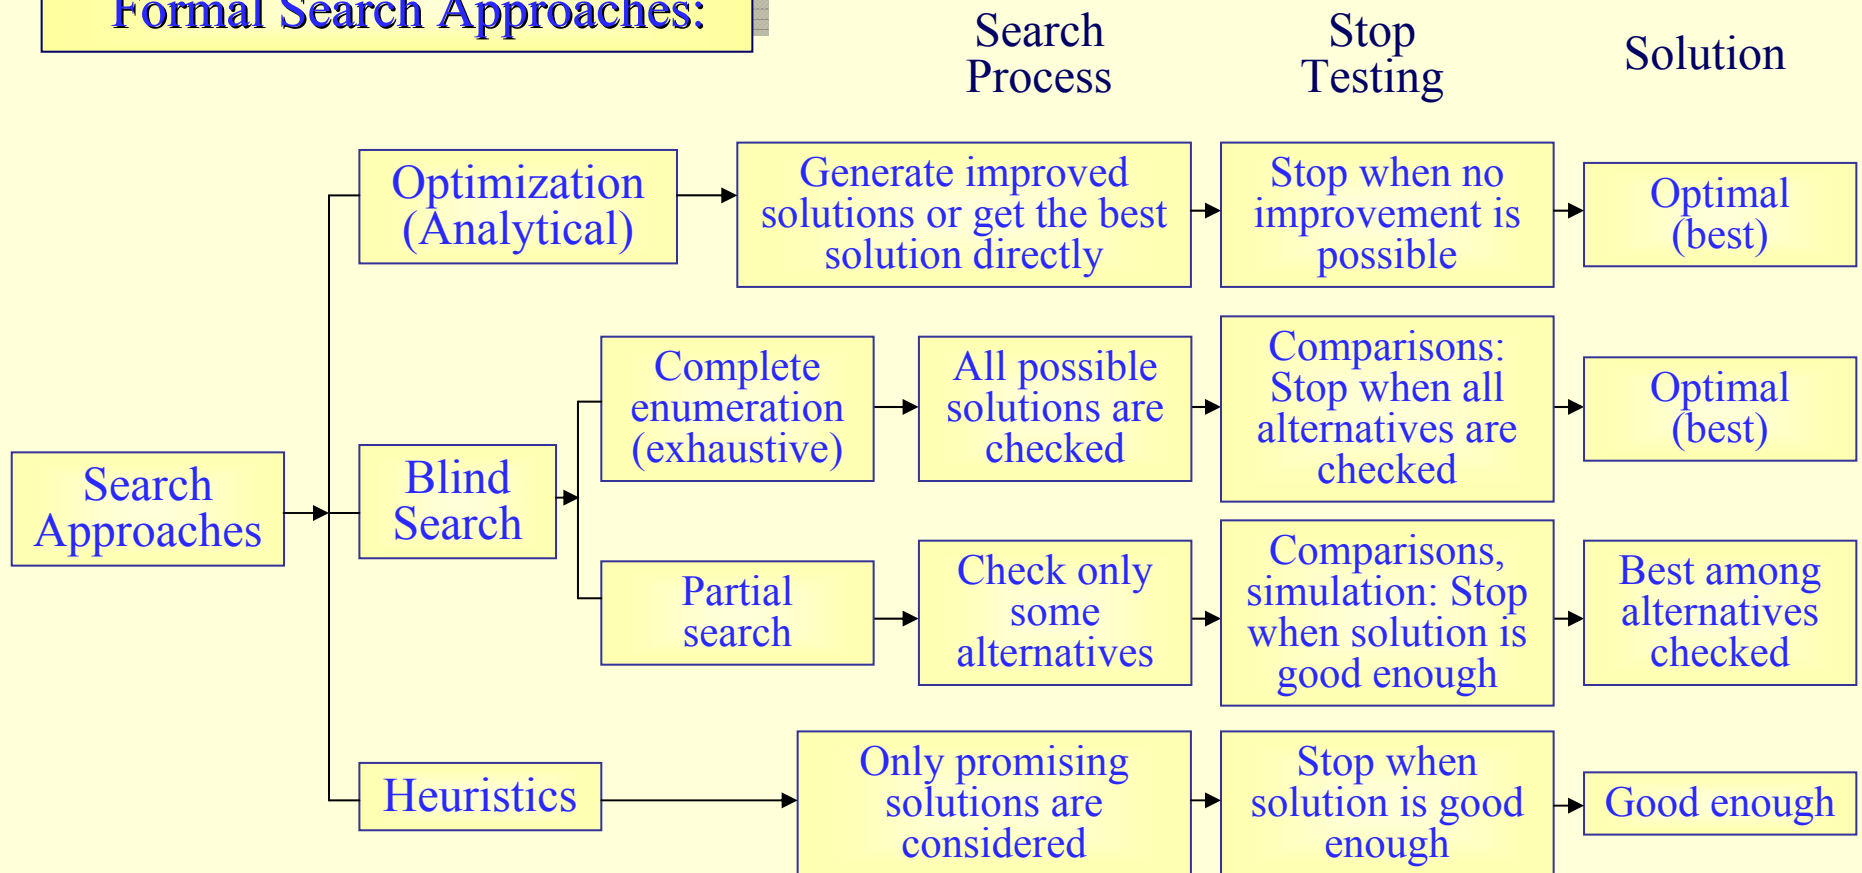 Formal Search Approaches:
Search
Process
Stop
Testing
Solution
Optimization
(Analytical)
Generate improved
solutions or get the best
solution directly
Stop when no
improvement is
possible
Optimal
(best)
Complete
enumeration
(exhaustive)
All possible
solutions are
checked
Comparisons:
Stop when all
alternatives are
checked
Optimal
(best)
Search
Approaches
Blind
Search
Partial
search
Check only
some
alternatives
Comparisons,
simulation: Stop
when solution is
good enough
Best among
alternatives
checked
Heuristics
Only promising
solutions are
considered
Stop when
solution is good
enough
Good enough